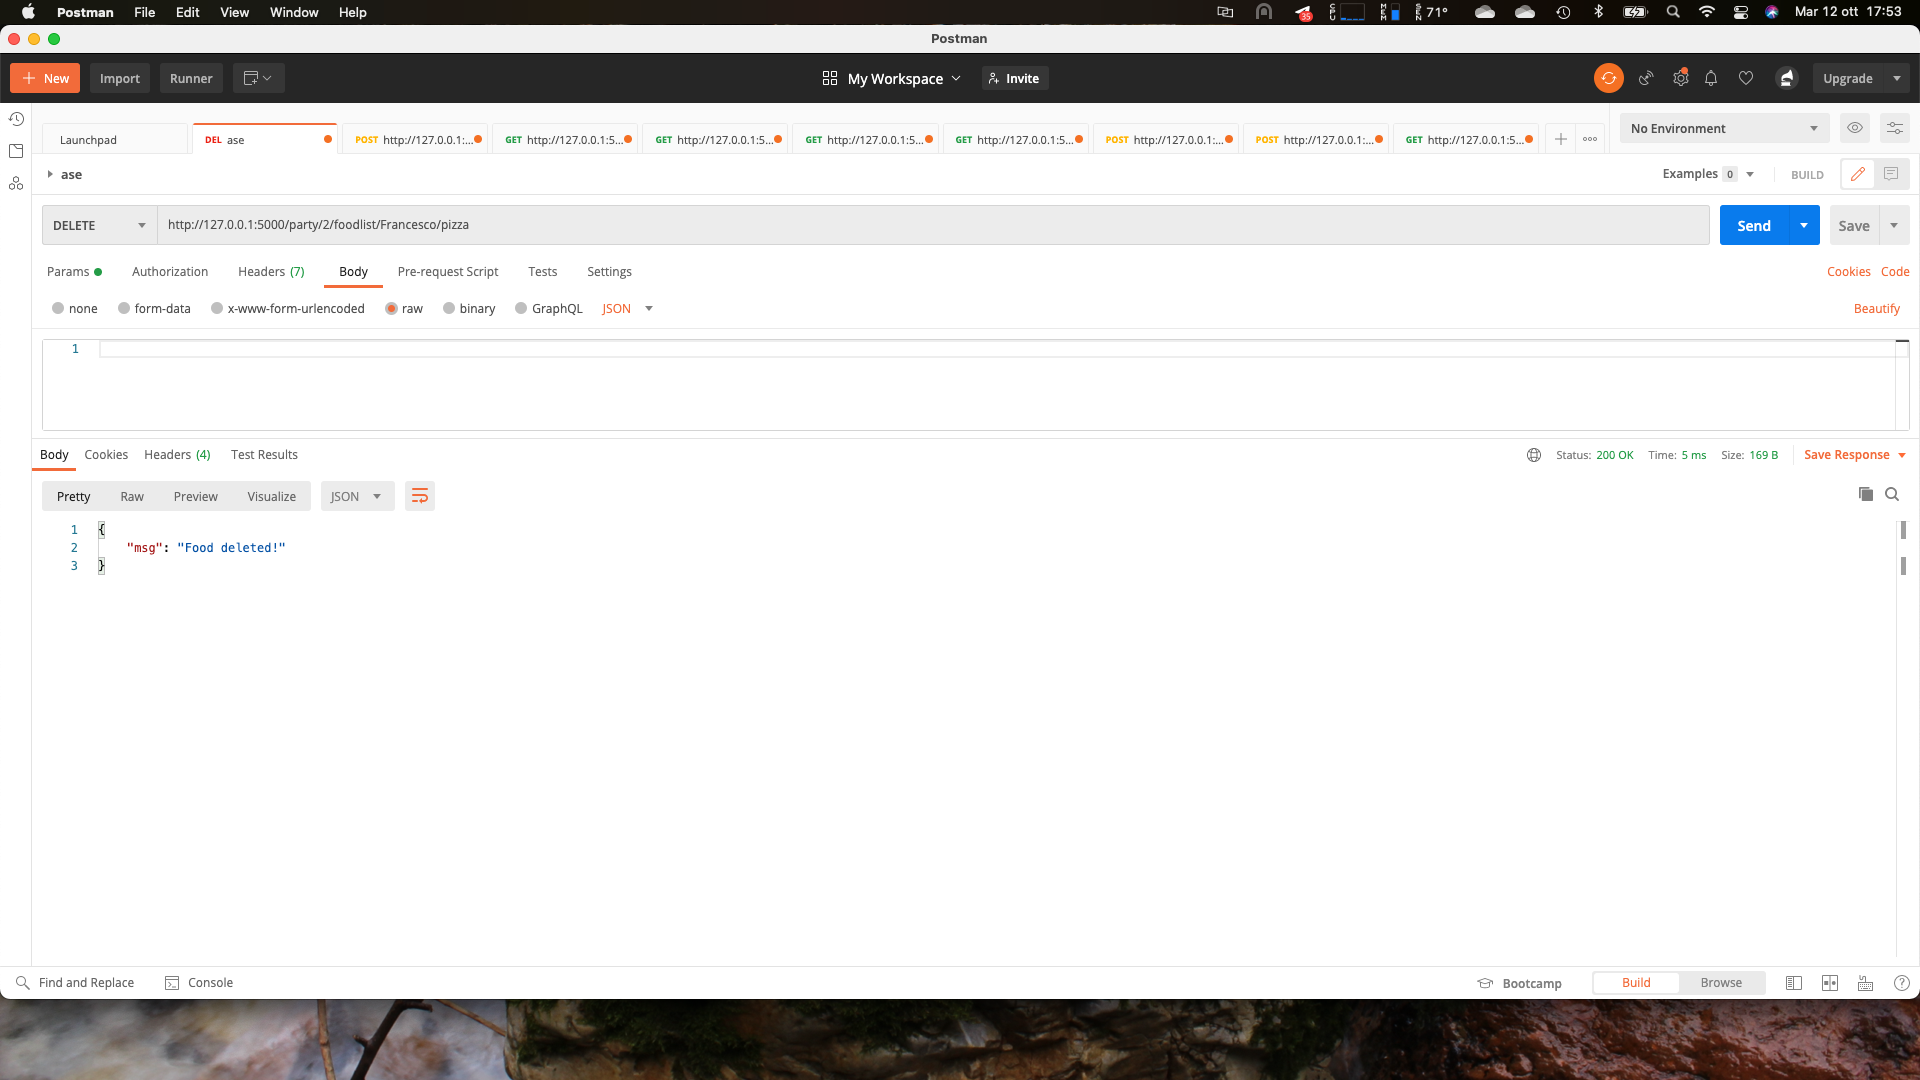 Postman File Edit View Window Help 35 CPU MEM SEN 71° Mar 12 ott 17:53
Postman
New Import Runner My Workspace Invite Upgrade
Launchpad DEL ase POST http://127.0.0.1:... GET http://127.0.0.1:5... GET http://127.0.0.1:5... GET http://127.0.0.1:5... GET http://127.0.0.1:5... POST http://127.0.0.1:... POST http://127.0.0.1:... GET http://127.0.0.1:5... No Environment
ase Examples 0 BUILD
DELETE http://127.0.0.1:5000/party/2/foodlist/Francesco/pizza Send Save
Params Authorization Headers (7) Body Pre-request Script Tests Settings Cookies Code
none form-data x-www-form-urlencoded raw binary GraphQL JSON Beautify
1
Body Cookies Headers (4) Test Results Status: 200 OK Time: 5 ms Size: 169 B Save Response
Pretty Raw Preview Visualize JSON
1 {
2 "msg": "Food deleted!"
3 }
Find and Replace Console Bootcamp Build Browse